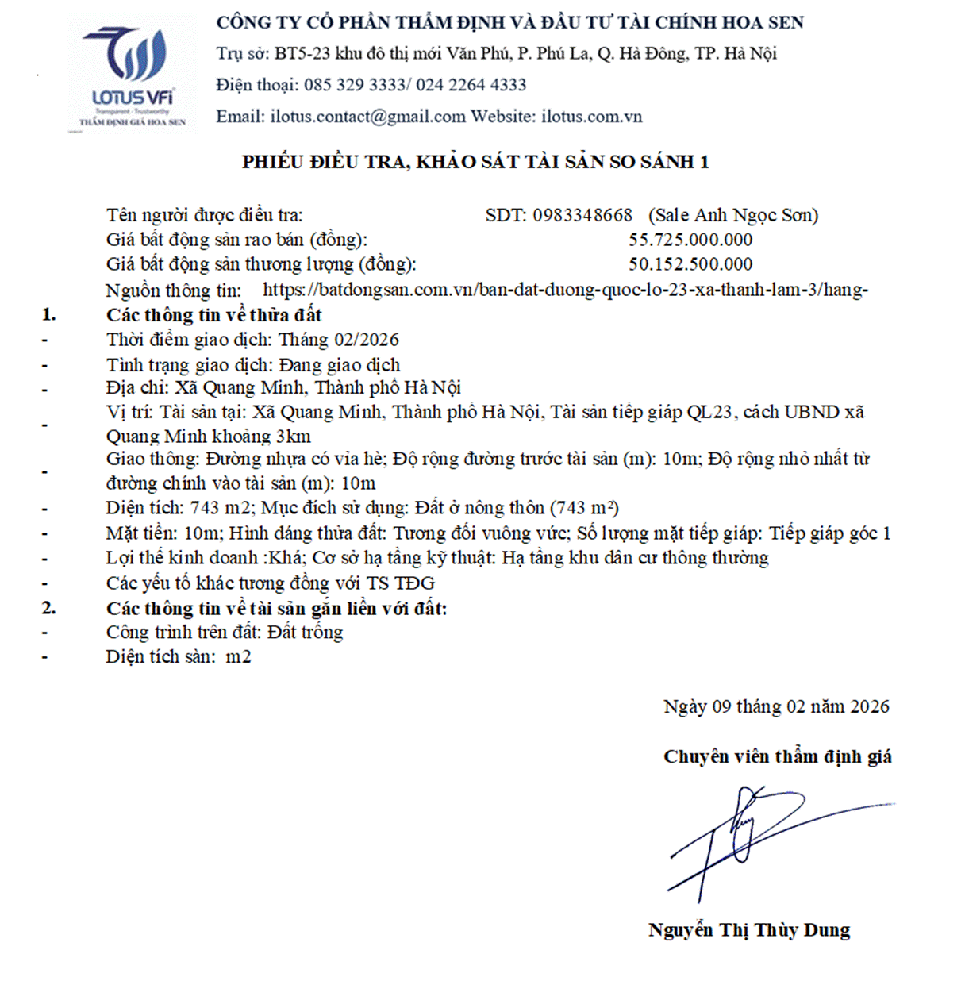 CÔNG TY CỔ PHẦN THẨM ĐỊNH VÀ ĐẦU TƯ TÀI CHÍNH HOA SEN
Trụ sở: BT5-23 khu đô thị mới Văn Phú, P. Phú La, Q. Hà Đông, TP. Hà Nội
Điện thoại: 085 329 3333/ 024 2264 4333
Email: ilotus.contact@gmail.com Website: ilotus.com.vn
LOTUS VFi
Transparent - Trustworthy
THẨM ĐỊNH GIÁ HOA SEN
PHIẾU ĐIỀU TRA, KHẢO SÁT TÀI SẢN SO SÁNH 1
Tên người được điều tra: SDT: 0983348668 (Sale Anh Ngọc Sơn)
Giá bất động sản rao bán (đồng): 55.725.000.000
Giá bất động sản thương lượng (đồng): 50.152.500.000
Nguồn thông tin: https://batdongsan.com.vn/ban-dat-duong-quoc-lo-23-xa-thanh-lam-3/hang-
1. Các thông tin về thửa đất
- Thời điểm giao dịch: Tháng 02/2026
- Tình trạng giao dịch: Đang giao dịch
- Địa chỉ: Xã Quang Minh, Thành phố Hà Nội
- Vị trí: Tài sản tại: Xã Quang Minh, Thành phố Hà Nội, Tài sản tiếp giáp QL23, cách UBND xã
Quang Minh khoảng 3km
- Giao thông: Đường nhựa có vỉa hè; Độ rộng đường trước tài sản (m): 10m; Độ rộng nhỏ nhất từ
đường chính vào tài sản (m): 10m
- Diện tích: 743 m2; Mục đích sử dụng: Đất ở nông thôn (743 m²)
- Mặt tiền: 10m; Hình dáng thửa đất: Tương đối vuông vức; Số lượng mặt tiếp giáp: Tiếp giáp góc 1
- Lợi thế kinh doanh :Khá; Cơ sở hạ tầng kỹ thuật: Hạ tầng khu dân cư thông thường
- Các yếu tố khác tương đồng với TS TĐG
2. Các thông tin về tài sản gắn liền với đất:
- Công trình trên đất: Đất trống
- Diện tích sàn: m2
Ngày 09 tháng 02 năm 2026
Chuyên viên thẩm định giá
Nguyễn Thị Thùy Dung